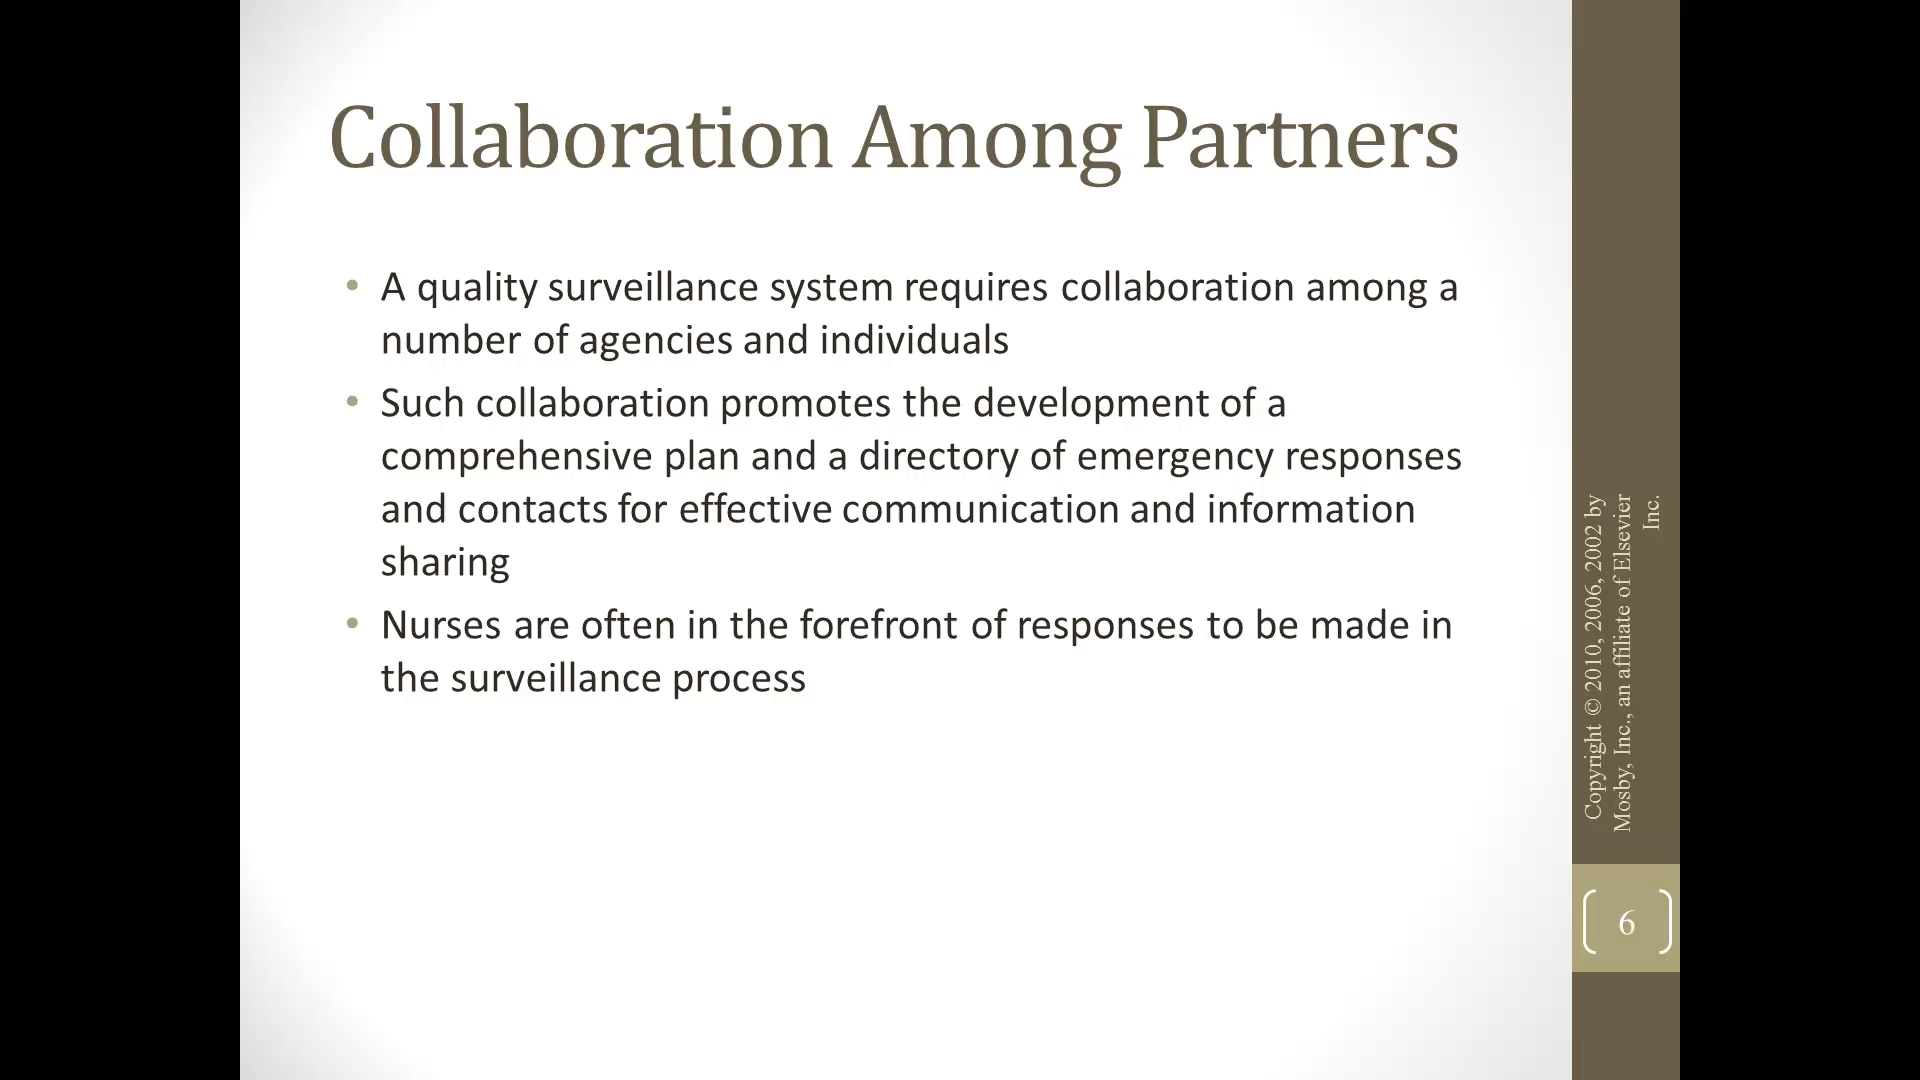 Collaboration Among Partners
• A quality surveillance system requires collaboration among a
number of agencies and individuals
• Such collaboration promotes the development of a
comprehensive plan and a directory of emergency responses
and contacts for effective communication and information
sharing
• Nurses are often in the forefront of responses to be made in
the surveillance process
Copyright © 2010, 2006, 2002 by
Mosby, Inc., an affiliate of Elsevier
Inc.
6